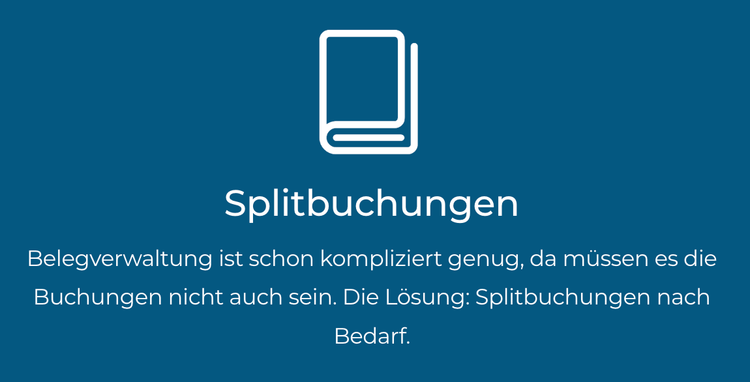 Splitbuchungen
Belegverwaltung ist schon kompliziert genug, da müssen es die
Buchungen nicht auch sein. Die Lösung: Splitbuchungen nach
Bedarf.